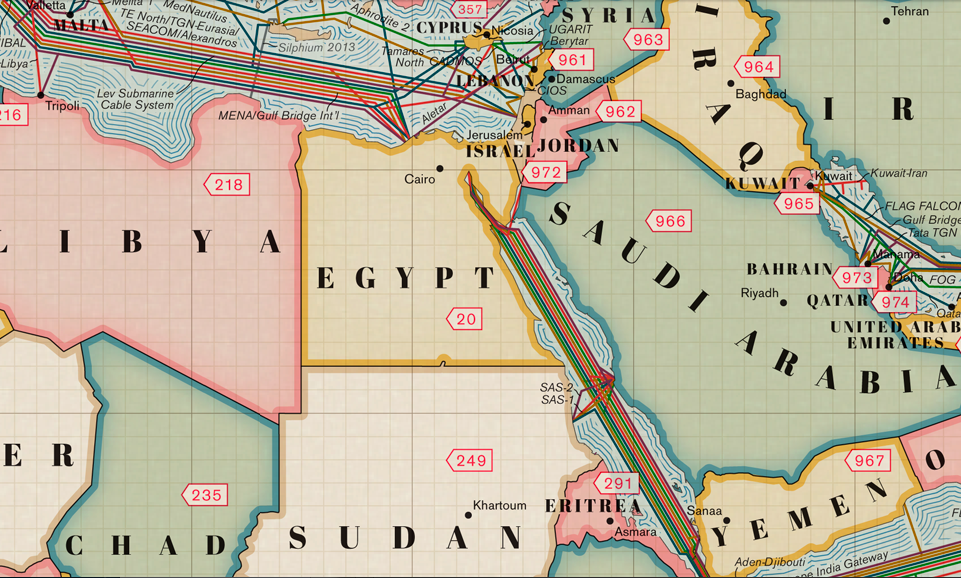 Valletta
MALTA
Melita 1
MedNautilus
TE North/TGN-Eurasia/
SEACOM/Alexandros
Silphium 2013
Aphrodite 2
357
CYPRUS
Nicosia
Tamares
North
CADMOS
UGARIT
Berytar
Beirut
LEBANON
CIOS
961
Damascus
SYRIA
963
Tehran
IRAQ
964
Baghdad
I R
Libya
Tripoli
216
Lev Submarine
Cable System
MENA/Gulf Bridge Int'l
Aletar
Jerusalem
ISRAEL
972
Amman
JORDAN
962
Cairo
KUWAIT
Kuwait
965
Kuwait-Iran
FLAG FALCON
Gulf Bridge
Tata TGN
218
LIBYA
EGYPT
20
SAUDI ARABIA
966
Riyadh
BAHRAIN
Manama
973
Doha
QATAR
974
FOG
Qata
UNITED ARAB
EMIRATES
SAS-2
SAS-1
E R
235
CHAD
249
Khartoum
SUDAN
291
ERITREA
Asmara
Sanaa
YEMEN
967
O
Aden-Djibouti
India Gateway